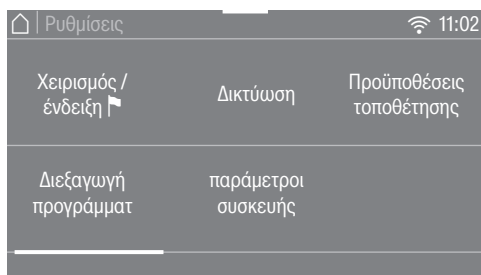 Ρυθμίσεις 11:02
Χειρισμός /
ένδειξη
Δικτύωση
Προϋποθέσεις
τοποθέτησης
Διεξαγωγή
προγράμματ
παράμετροι
συσκευής